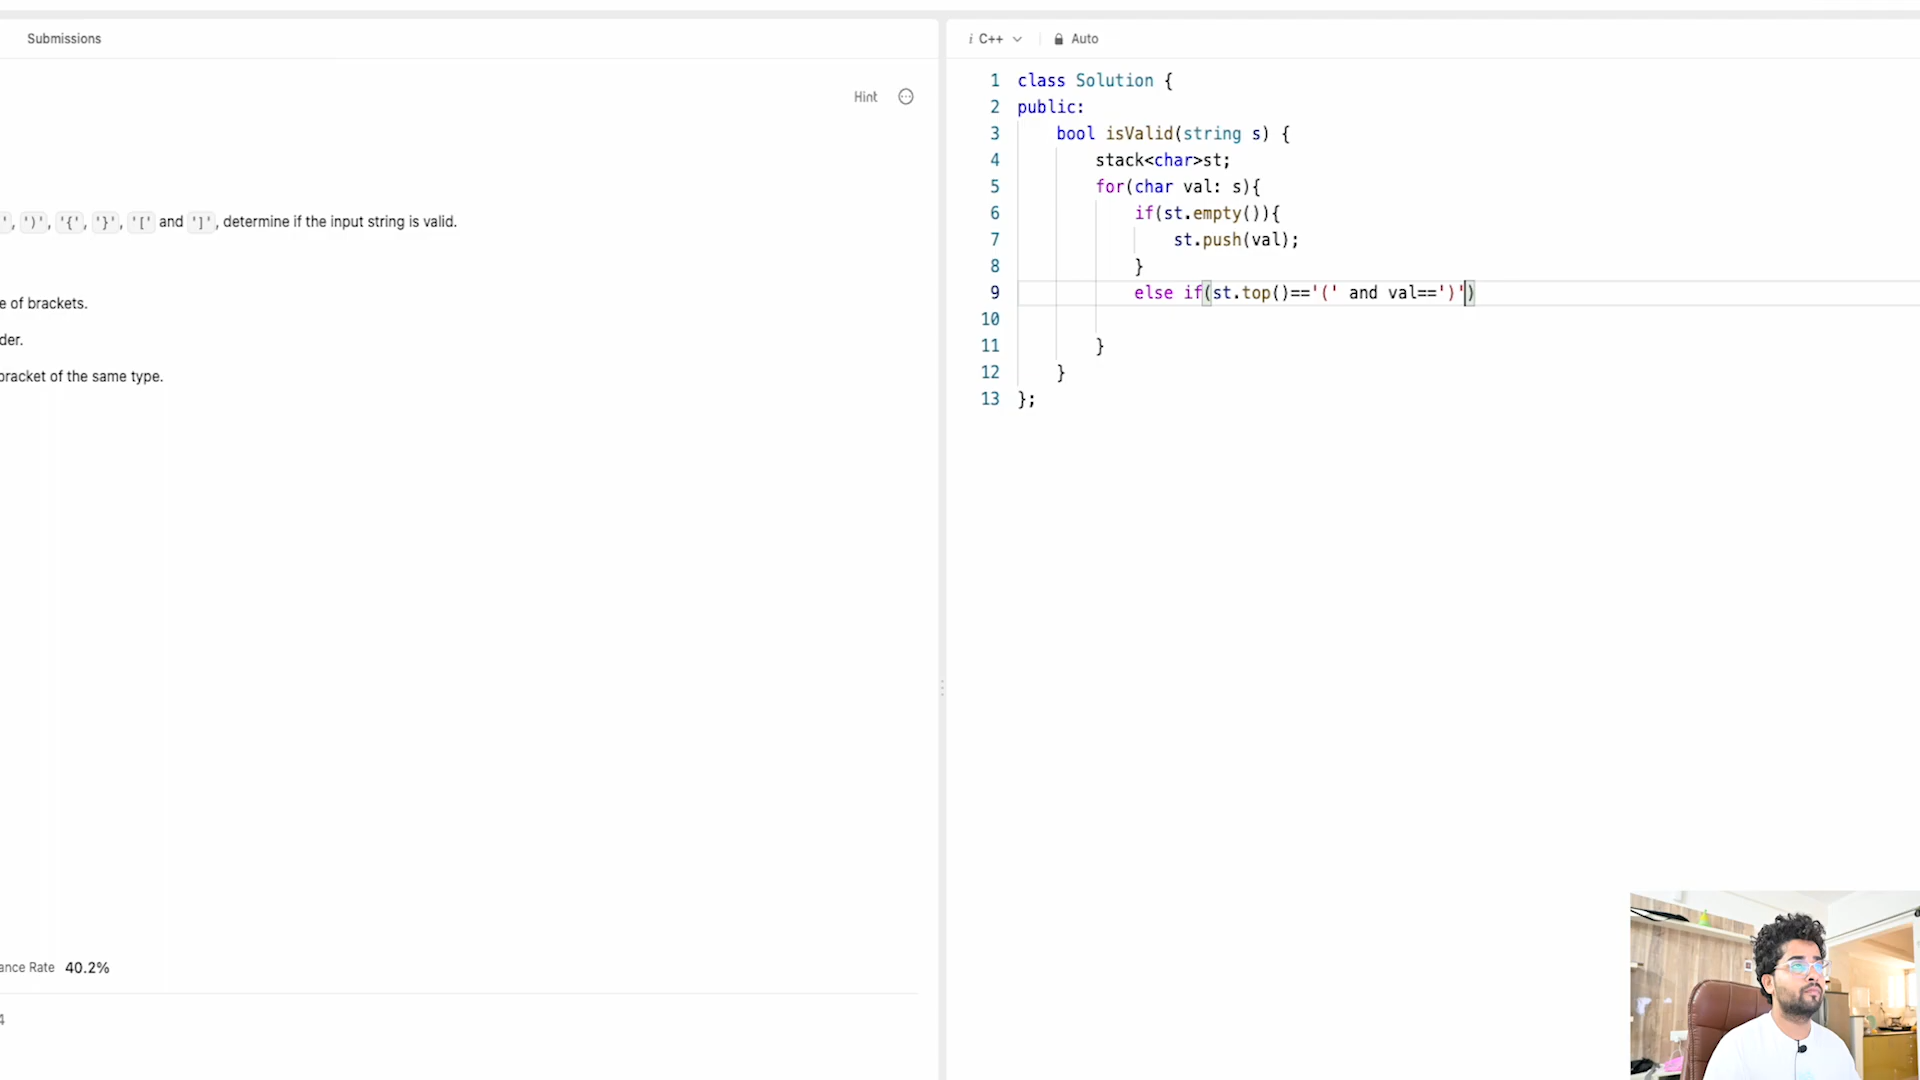 Submissions
Hint
', ')', '{', '}', '[' and ']', determine if the input string is valid.
e of brackets.
der.
bracket of the same type.
ance Rate 40.2%
4
i C++ Auto
1 class Solution {
2 public:
3 bool isValid(string s) {
4 stack<char>st;
5 for(char val: s){
6 if(st.empty()){
7 st.push(val);
8 }
9 else if(st.top()=='(' and val==')')
10
11 }
12 }
13 };